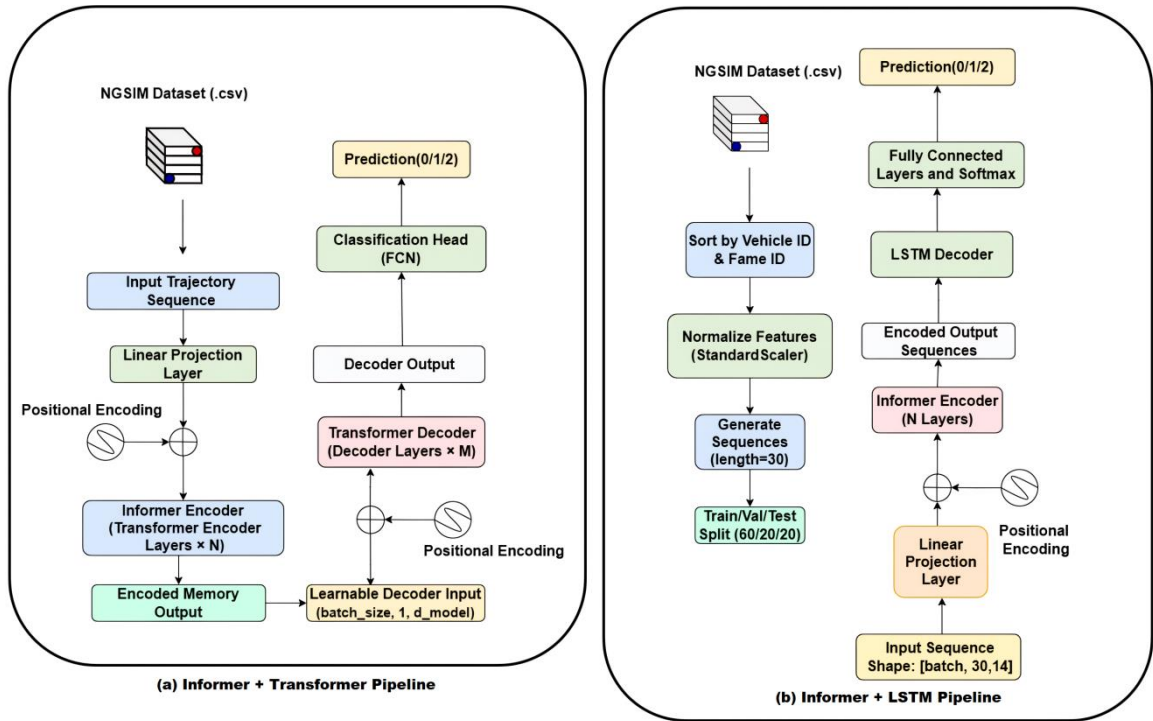 NGSIM Dataset (.csv)
Input Trajectory
Sequence
Linear Projection
Layer
Positional Encoding
Informer Encoder
(Transformer Encoder
Layers × N)
Encoded Memory
Output
Prediction(0/1/2)
Classification Head
(FCN)
Decoder Output
Transformer Decoder
(Decoder Layers × M)
Positional Encoding
Learnable Decoder Input
(batch_size, 1, d_model)
(a) Informer + Transformer Pipeline
NGSIM Dataset (.csv)
Sort by Vehicle ID
& Fame ID
Normalize Features
(StandardScaler)
Generate
Sequences
(length=30)
Train/Val/Test
Split (60/20/20)
Prediction(0/1/2)
Fully Connected
Layers and Softmax
LSTM Decoder
Encoded Output
Sequences
Informer Encoder
(N Layers)
Positional
Encoding
Linear
Projection
Layer
Input Sequence
Shape: [batch, 30,14]
(b) Informer + LSTM Pipeline